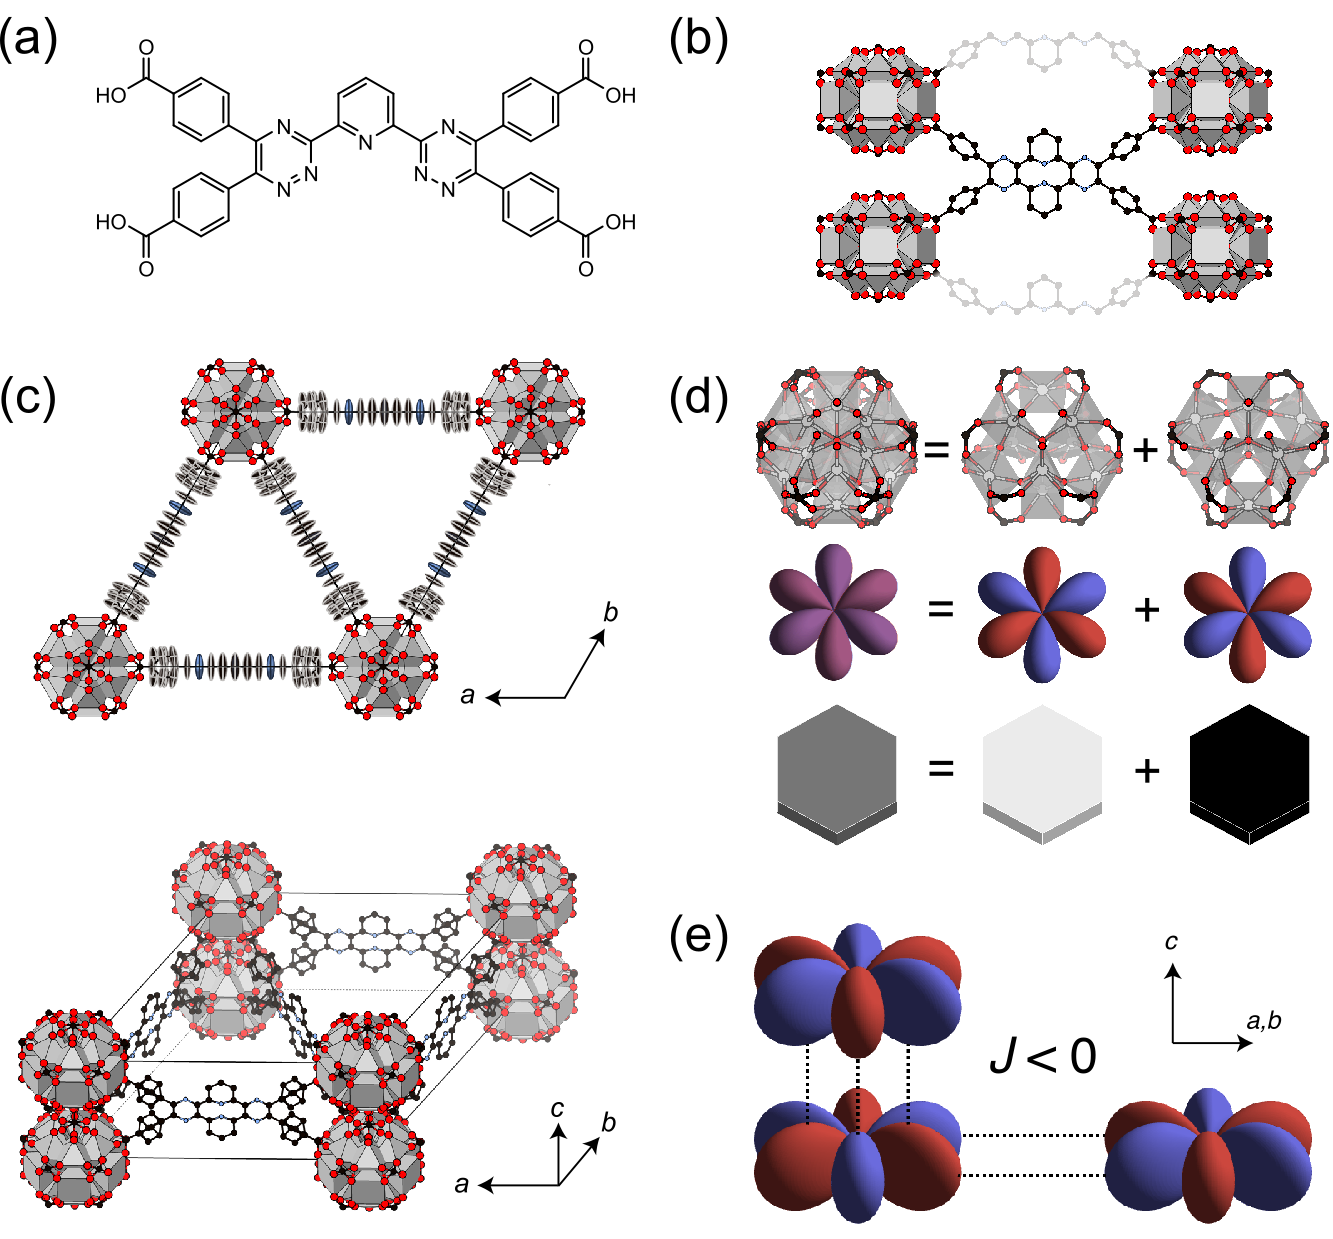 (a)
O
O
HO
OH
N
N
N
N
N
N
N
HO
OH
O
O
(b)
(c)
b
a
(d)
= +
= +
= +
c
b
a
(e)
c
a,b
J < 0